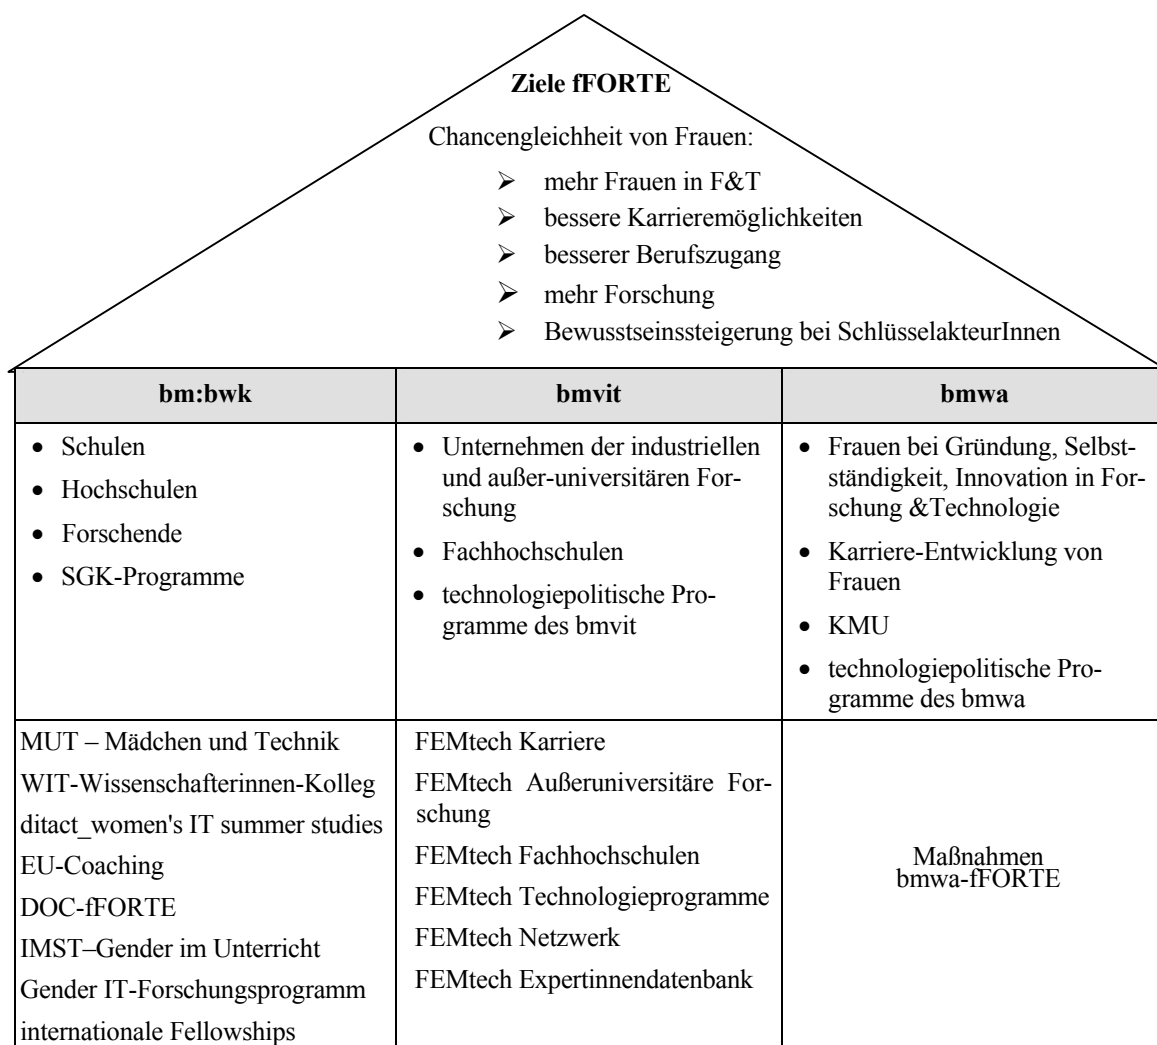 Ziele fFORTE
Chancengleichheit von Frauen:
➢ mehr Frauen in F&T
➢ bessere Karrieremöglichkeiten
➢ besserer Berufszugang
➢ mehr Forschung
➢ Bewusstseinssteigerung bei SchlüsselakteurInnen
bm:bwk
• Schulen
• Hochschulen
• Forschende
• SGK-Programme
bmvit
• Unternehmen der industriellen
und außer-universitären For-
schung
• Fachhochschulen
• technologiepolitische Pro-
gramme des bmvit
bmwa
• Frauen bei Gründung, Selbst-
ständigkeit, Innovation in For-
schung &Technologie
• Karriere-Entwicklung von
Frauen
• KMU
• technologiepolitische Pro-
gramme des bmwa
MUT – Mädchen und Technik
WIT-Wissenschafterinnen-Kolleg
ditact_women's IT summer studies
EU-Coaching
DOC-fFORTE
IMST–Gender im Unterricht
Gender IT-Forschungsprogramm
internationale Fellowships
FEMtech Karriere
FEMtech Außeruniversitäre For-
schung
FEMtech Fachhochschulen
FEMtech Technologieprogramme
FEMtech Netzwerk
FEMtech Expertinnendatenbank
Maßnahmen
bmwa-fFORTE